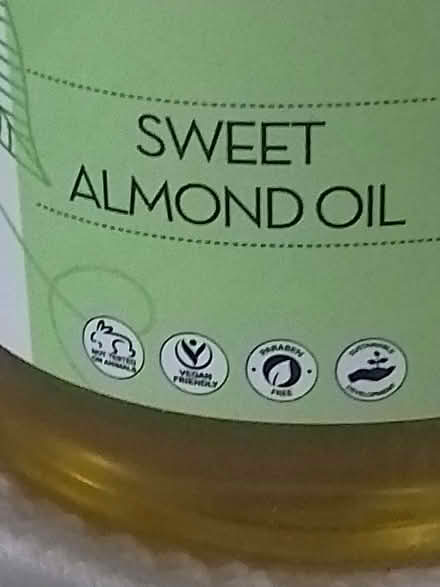 SWEET
ALMOND OIL
NOT TESTED
ON ANIMALS
VEGAN
FRIENDLY
PARABEN
FREE
SUSTAINABLE
DEVELOPMENT